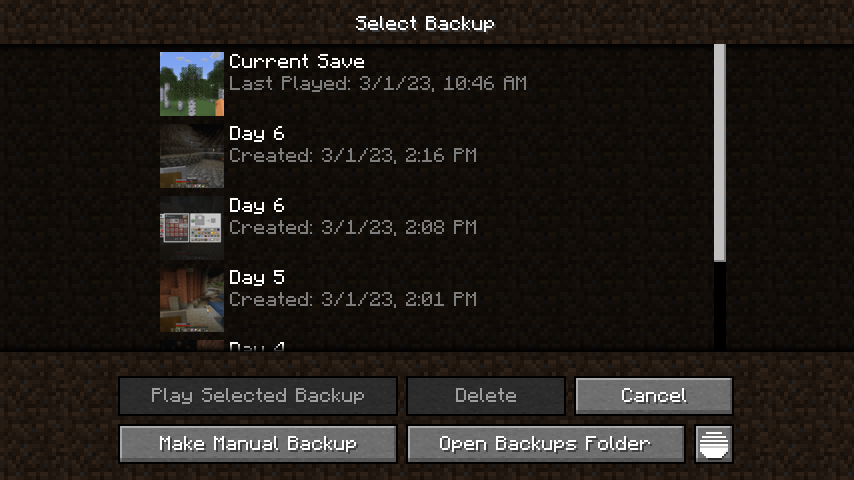 Select Backup
Current Save
Last Played: 3/1/23, 10:46 AM
Day 6
Created: 3/1/23, 2:16 PM
Day 6
Created: 3/1/23, 2:08 PM
Day 5
Created: 3/1/23, 2:01 PM
Day 4
Play Selected Backup
Delete
Cancel
Make Manual Backup
Open Backups Folder